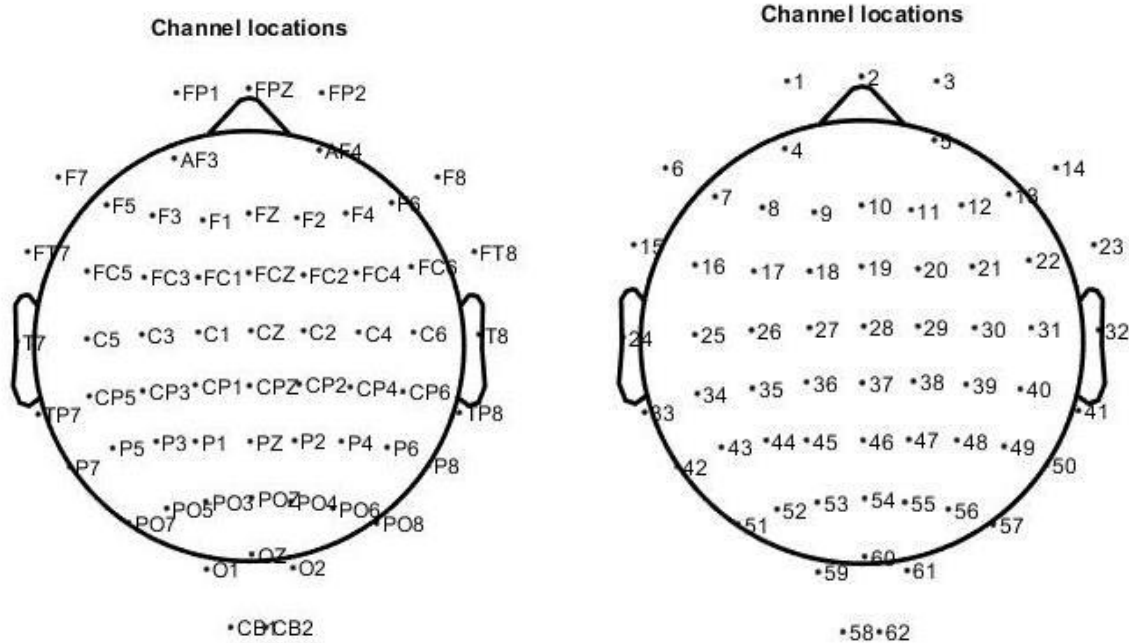 Channel locations
FP1 FPZ FP2
AF3 AF4
F7 F5 F3 F1 FZ F2 F4 F6 F8
FT7 FC5 FC3 FC1 FCZ FC2 FC4 FC6 FT8
T7 C5 C3 C1 CZ C2 C4 C6 T8
TP7 CP5 CP3 CP1 CPZ CP2 CP4 CP6 TP8
P7 P5 P3 P1 PZ P2 P4 P6 P8
PO7 PO5 PO3 POZ PO4 PO6 PO8
O1 OZ O2
CB1 CB2
Channel locations
1 2 3
4 5
6 7 8 9 10 11 12 13 14
15 16 17 18 19 20 21 22 23
24 25 26 27 28 29 30 31 32
33 34 35 36 37 38 39 40 41
42 43 44 45 46 47 48 49 50
51 52 53 54 55 56 57
59 60 61
58 62